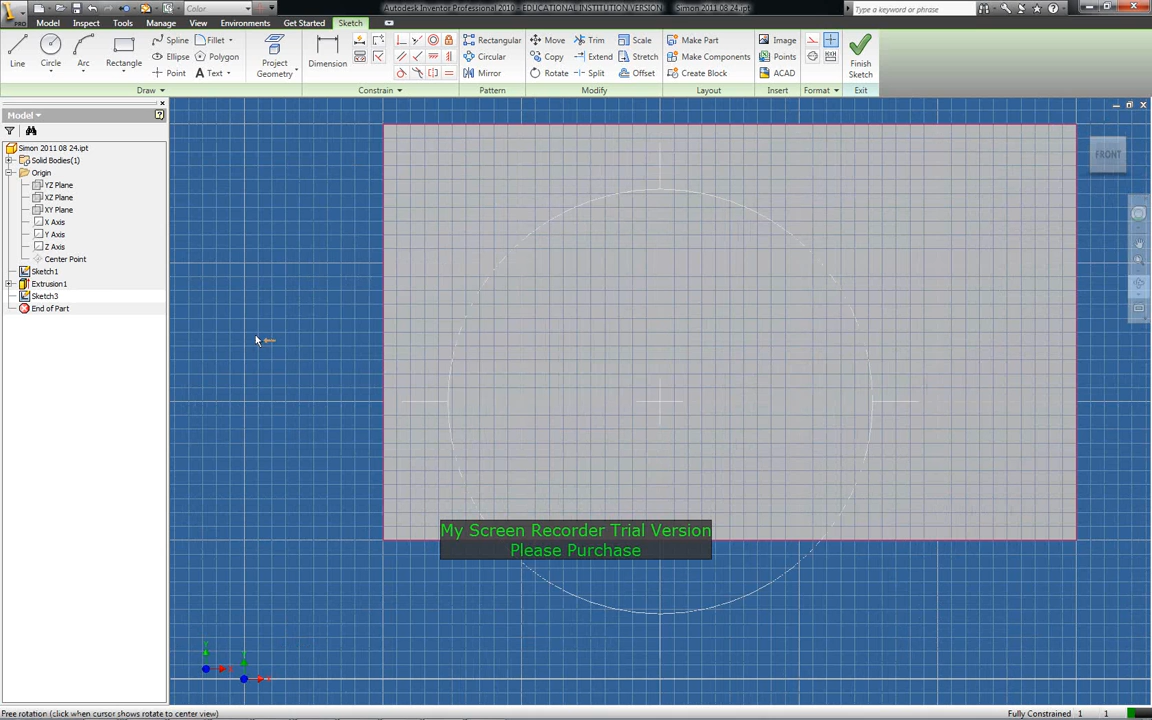 PRO
Color
Autodesk Inventor Professional 2010 - EDUCATIONAL INSTITUTION VERSION
Simon 2011 08 24.ipt
Type a keyword or phrase
Model Inspect Tools Manage View Environments Get Started Sketch
Line
Circle
Arc
Rectangle
Spline
Ellipse
Point
Fillet
Polygon
Text
Project
Geometry
Dimension
Rectangular
Circular
Mirror
Move
Copy
Rotate
Trim
Extend
Split
Scale
Stretch
Offset
Make Part
Make Components
Create Block
Image
Points
ACAD
Finish
Sketch
Draw Constrain Pattern Modify Layout Insert Format Exit
Model
Simon 2011 08 24.ipt
Solid Bodies(1)
Origin
YZ Plane
XZ Plane
XY Plane
X Axis
Y Axis
Z Axis
Center Point
Sketch1
Extrusion1
Sketch3
End of Part
FRONT
My Screen Recorder Trial Version
Please Purchase
Free rotation (click when cursor shows rotate to center view)
Fully Constrained 1 1